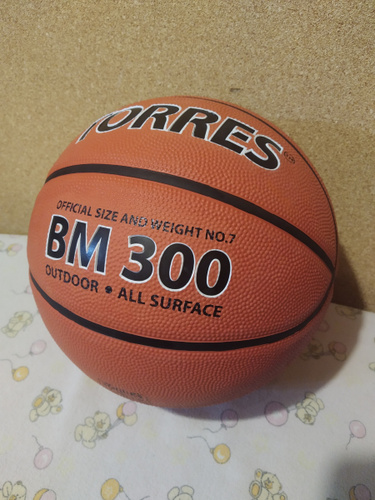 TORRES
OFFICIAL SIZE AND WEIGHT NO.7
BM 300
OUTDOOR • ALL SURFACE